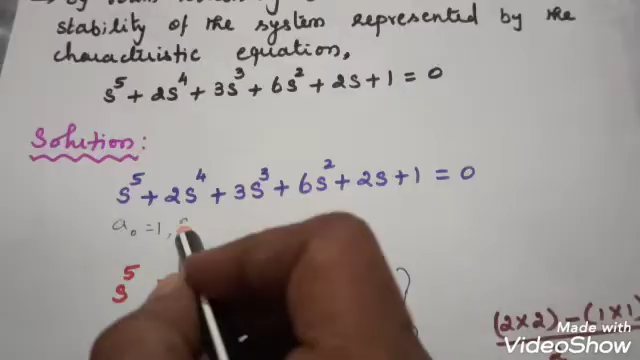 stability of the system represented by the
characteristic equation,
s⁵ + 2s⁴ + 3s³ + 6s² + 2s + 1 = 0
Solution:
s⁵ + 2s⁴ + 3s³ + 6s² + 2s + 1 = 0
a₀ = 1,
s⁵
(2×2) - (1×1)
Made with
VideoShow